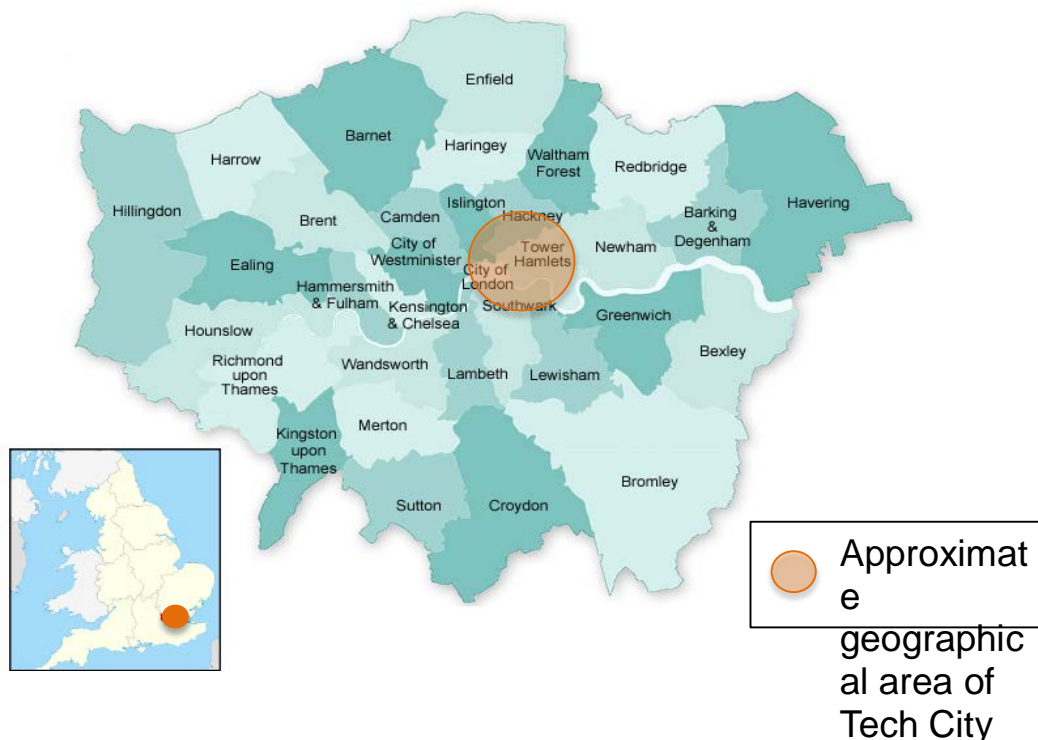 Enfield
Barnet
Harrow
Haringey
Waltham
Forest
Redbridge
Havering
Hillingdon
Brent
Camden
Islington
Hackney
Barking
&
Degenham
City of
Westminister
Tower
Hamlets
Newham
Ealing
City of
London
Hammersmith
& Fulham
Kensington
& Chelsea
Southwark
Greenwich
Hounslow
Bexley
Richmond
upon
Thames
Wandsworth
Lambeth
Lewisham
Merton
Kingston
upon
Thames
Sutton
Croydon
Bromley
Approximat
e
geographic
al area of
Tech City